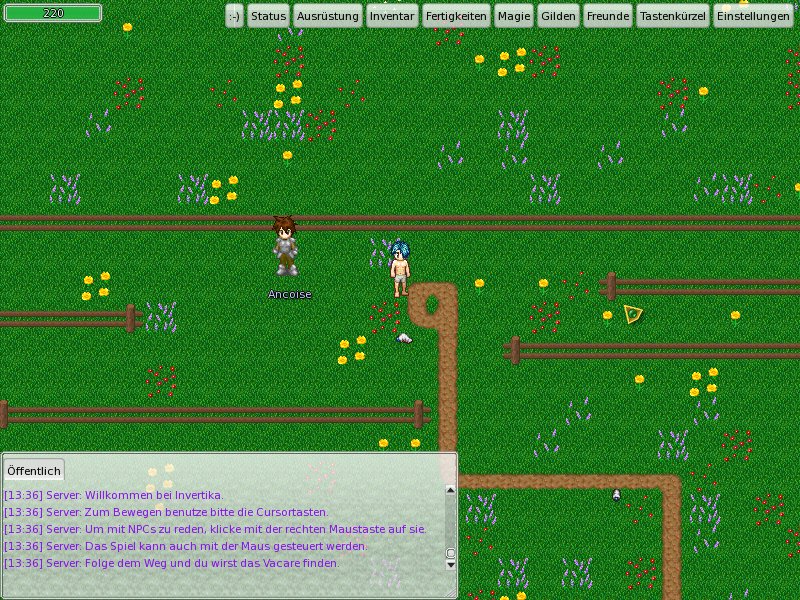 220
:-) Status Ausrüstung Inventar Fertigkeiten Magie Gilden Freunde Tastenkürzel Einstellungen
Ancoise
Öffentlich
[13:36] Server: Willkommen bei Invertika.
[13:36] Server: Zum Bewegen benutze bitte die Cursortasten.
[13:36] Server: Um mit NPCs zu reden, klicke mit der rechten Maustaste auf sie.
[13:36] Server: Das Spiel kann auch mit der Maus gesteuert werden.
[13:36] Server: Folge dem Weg und du wirst das Vacare finden.